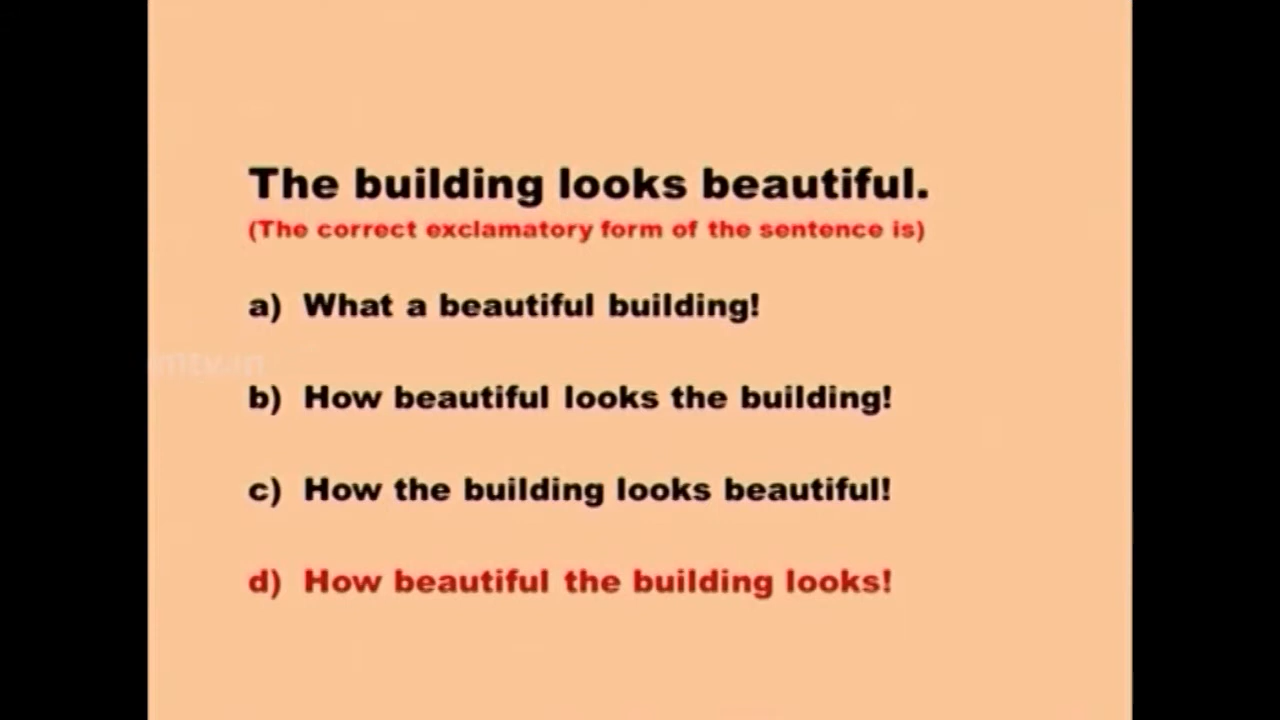 The building looks beautiful.
(The correct exclamatory form of the sentence is)
a) What a beautiful building!
b) How beautiful looks the building!
c) How the building looks beautiful!
d) How beautiful the building looks!